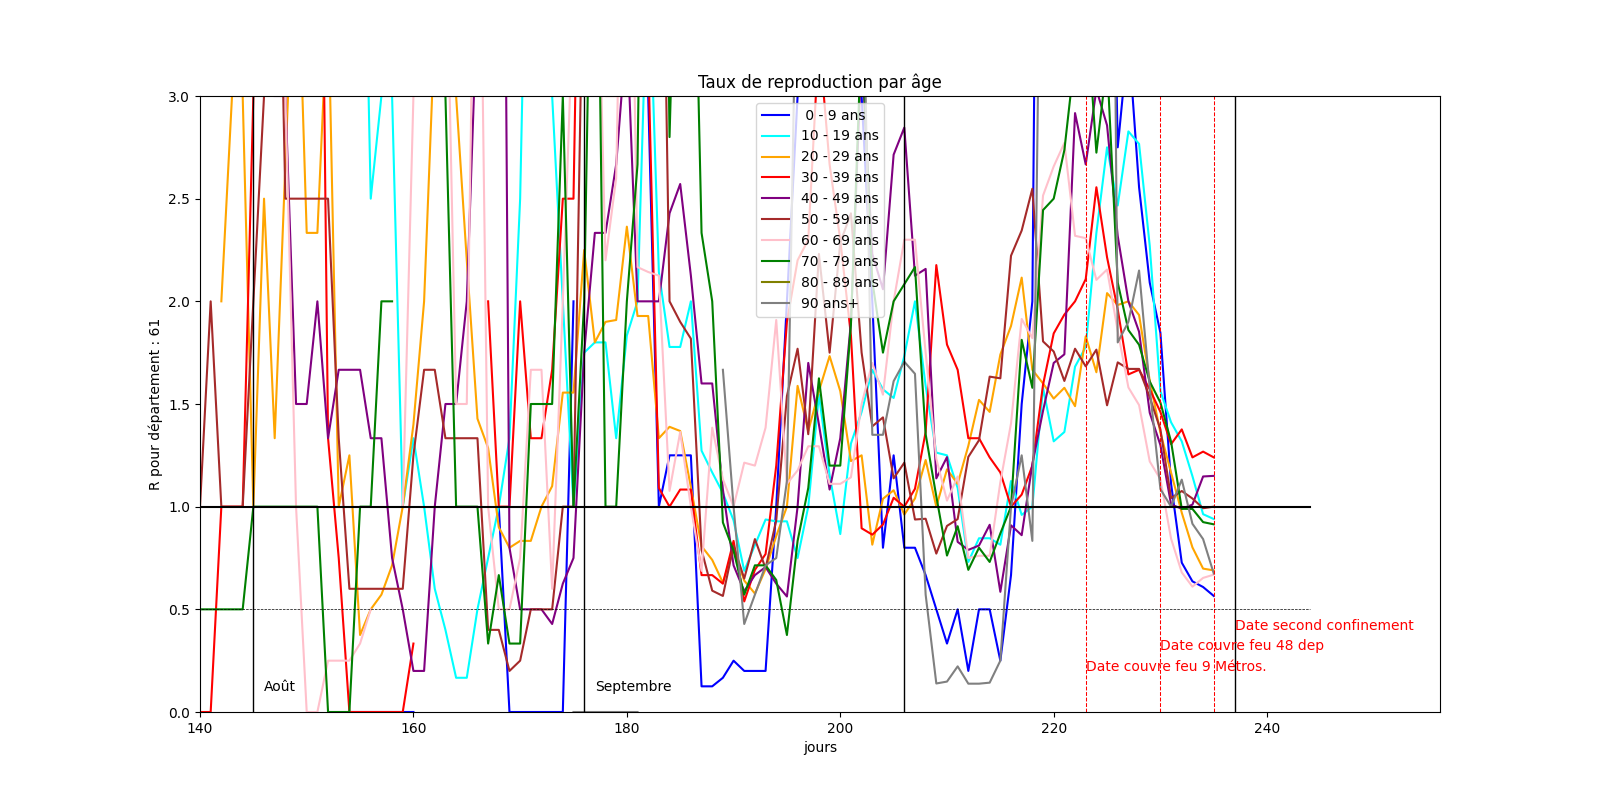 Taux de reproduction par âge
R pour département : 61
3.0
2.5
2.0
1.5
1.0
0.5
0.0
0 - 9 ans
10 - 19 ans
20 - 29 ans
30 - 39 ans
40 - 49 ans
50 - 59 ans
60 - 69 ans
70 - 79 ans
80 - 89 ans
90 ans+
Date second confinement
Date couvre feu 48 dep
Date couvre feu 9 Métros.
Août
Septembre
140
160
180
200
220
240
jours